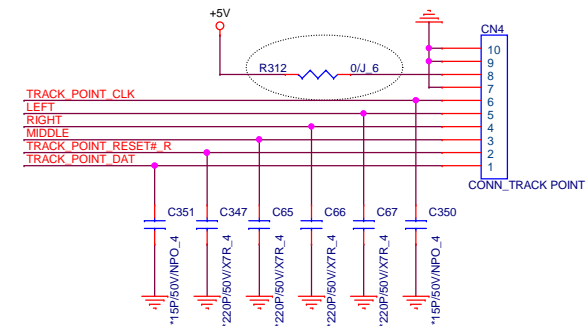 +5V
CN4
R312 0/J_6
10
9
8
7
TRACK_POINT_CLK 6
LEFT 5
RIGHT 4
MIDDLE 3
TRACK_POINT_RESET#_R 2
TRACK_POINT_DAT 1
CONN_TRACK POINT
C351 C347 C65 C66 C67 C350
*15P/50V/NPO_4
*220P/50V/X7R_4
*220P/50V/X7R_4
*220P/50V/X7R_4
*220P/50V/X7R_4
*15P/50V/NPO_4